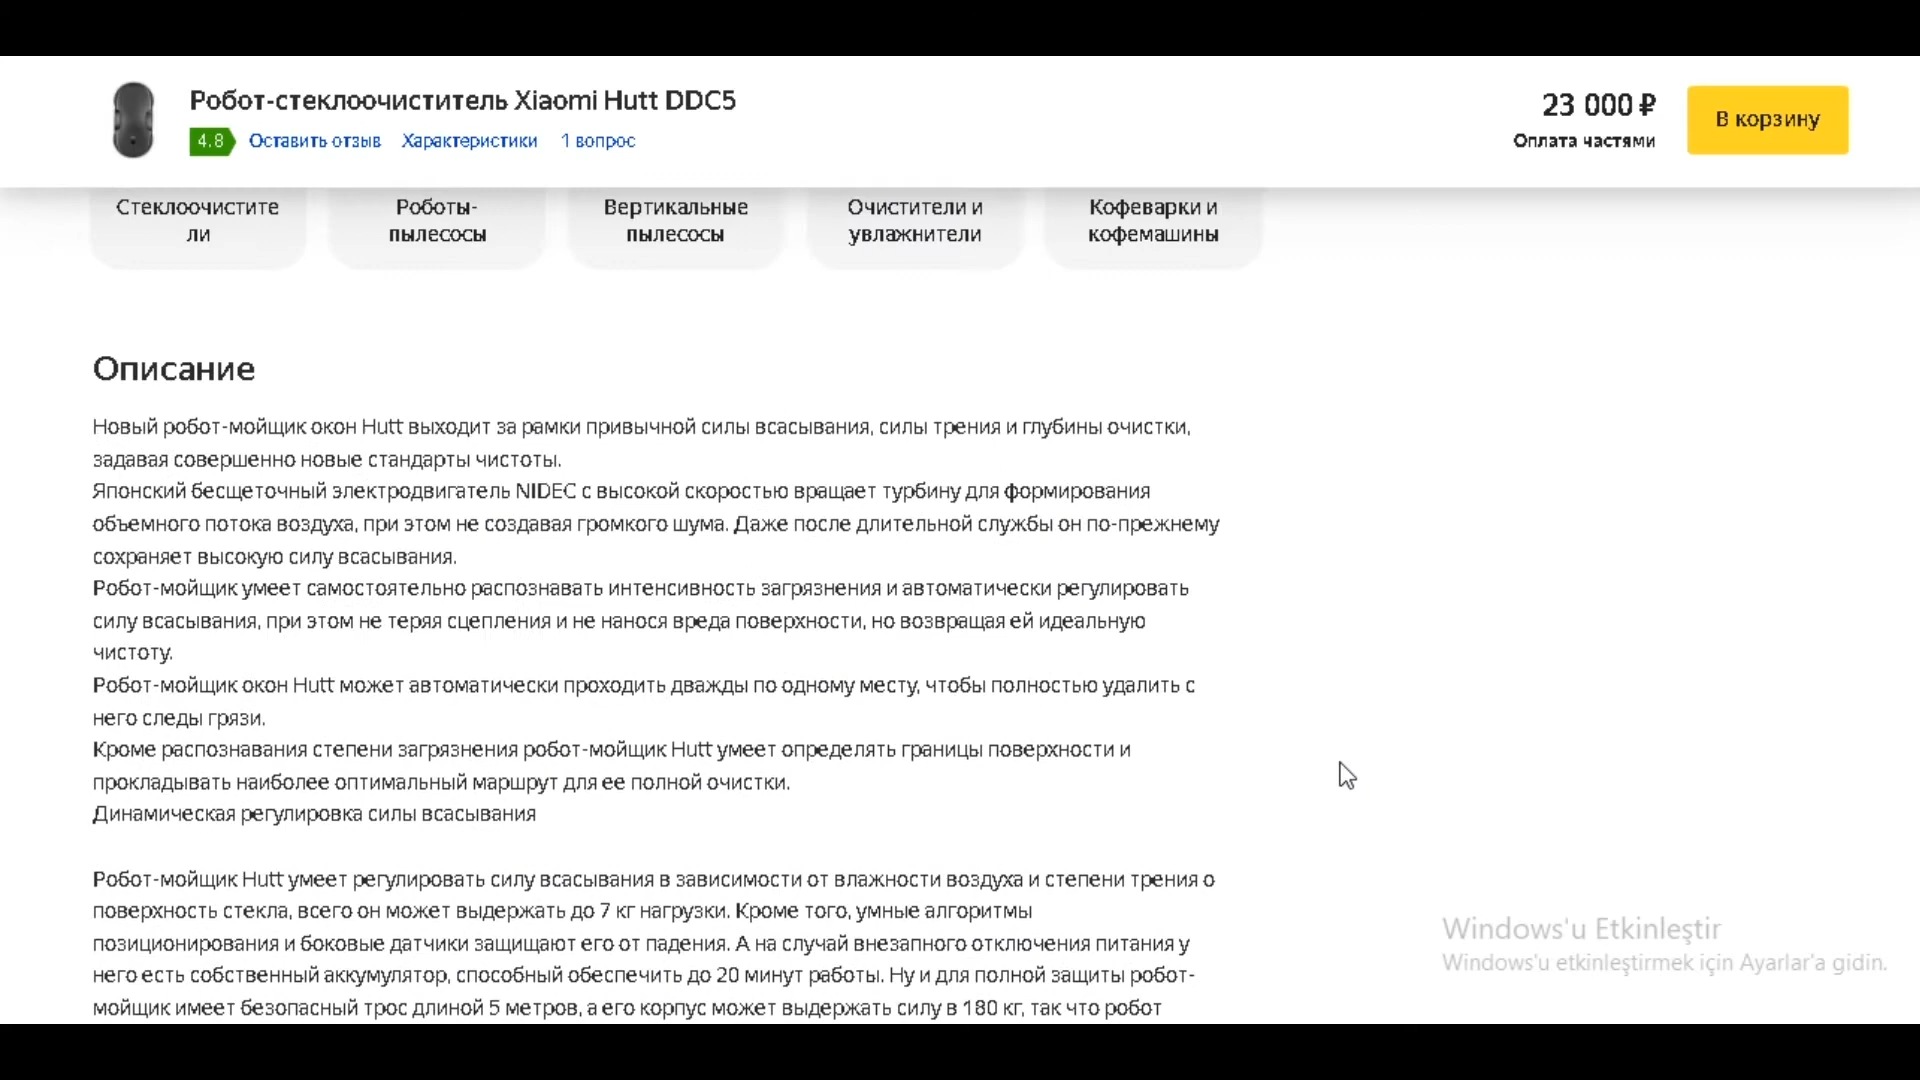 Робот-стеклоочиститель Xiaomi Hutt DDC5
4.8 Оставить отзыв Характеристики 1 вопрос
23 000 ₽
Оплата частями
В корзину
Стеклоочистите
ли
Роботы-
пылесосы
Вертикальные
пылесосы
Очистители и
увлажнители
Кофеварки и
кофемашины
Описание
Новый робот-мойщик окон Hutt выходит за рамки привычной силы всасывания, силы трения и глубины очистки,
задавая совершенно новые стандарты чистоты.
Японский бесщеточный электродвигатель NIDEC с высокой скоростью вращает турбину для формирования
объемного потока воздуха, при этом не создавая громкого шума. Даже после длительной службы он по-прежнему
сохраняет высокую силу всасывания.
Робот-мойщик умеет самостоятельно распознавать интенсивность загрязнения и автоматически регулировать
силу всасывания, при этом не теряя сцепления и не нанося вреда поверхности, но возвращая ей идеальную
чистоту.
Робот-мойщик окон Hutt может автоматически проходить дважды по одному месту, чтобы полностью удалить с
него следы грязи.
Кроме распознавания степени загрязнения робот-мойщик Hutt умеет определять границы поверхности и
прокладывать наиболее оптимальный маршрут для ее полной очистки.
Динамическая регулировка силы всасывания
Робот-мойщик Hutt умеет регулировать силу всасывания в зависимости от влажности воздуха и степени трения о
поверхность стекла, всего он может выдержать до 7 кг нагрузки. Кроме того, умные алгоритмы
позиционирования и боковые датчики защищают его от падения. А на случай внезапного отключения питания у
него есть собственный аккумулятор, способный обеспечить до 20 минут работы. Ну и для полной защиты робот-
мойщик имеет безопасный трос длиной 5 метров, а его корпус может выдержать силу в 180 кг, так что робот
Windows'u Etkinleştir
Windows'u etkinleştirmek için Ayarlar'a gidin.